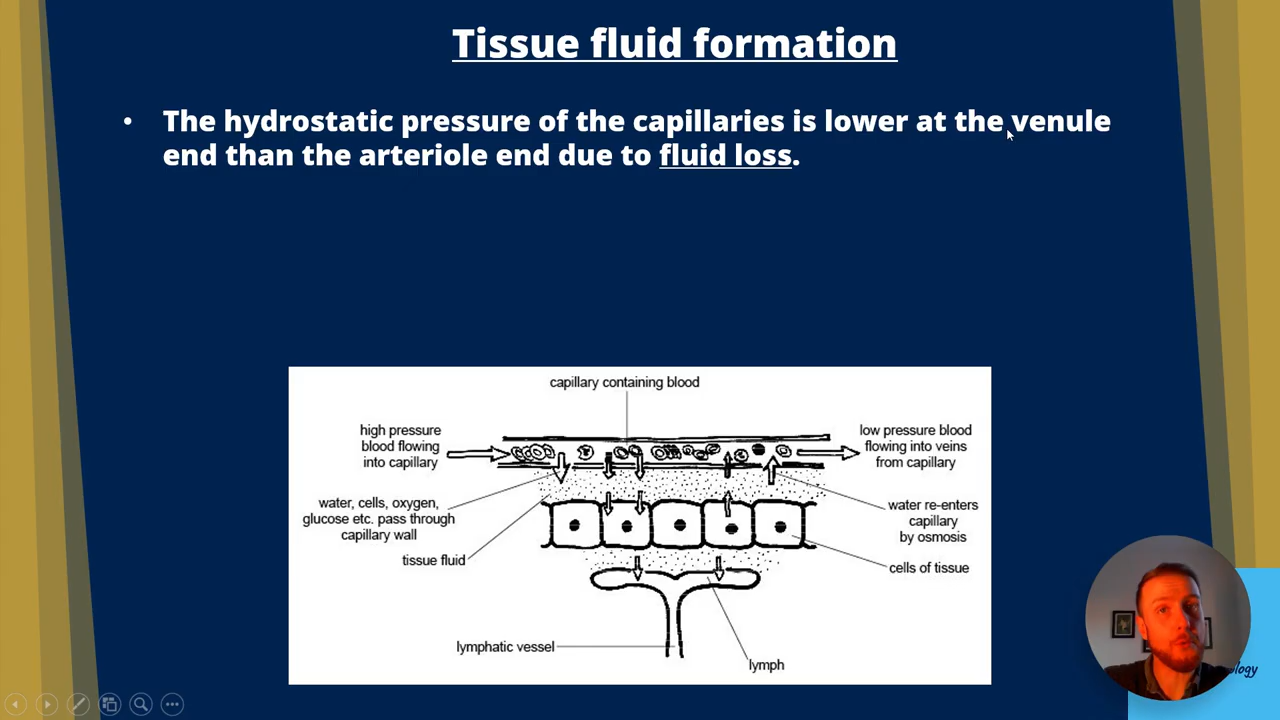 Tissue fluid formation
• The hydrostatic pressure of the capillaries is lower at the venule
end than the arteriole end due to fluid loss.
capillary containing blood
high pressure
blood flowing
into capillary
low pressure blood
flowing into veins
from capillary
water, cells, oxygen,
glucose etc. pass through
capillary wall
water re-enters
capillary
by osmosis
tissue fluid
cells of tissue
lymphatic vessel
lymph